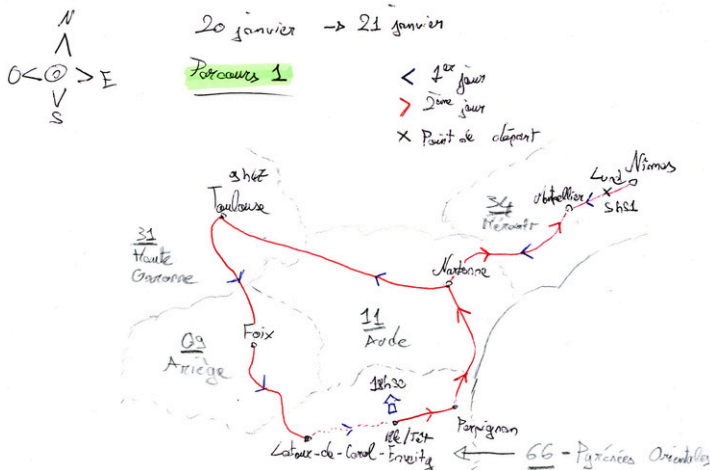 N
O E
S
20 janvier → 21 janvier
Parcours 1
< 1er jour
> 2ème jour
× Point de départ
9h47
Toulouse
31
Haute
Garonne
09
Ariège
Foix
11
Aude
Narbonne
34
Hérault
Montpellier
Lunel
5h51
Nîmes
18h30
Ille/Têt
Perpignan
Latour-de-Carol-Enveitg
66 - Pyrénées Orientales